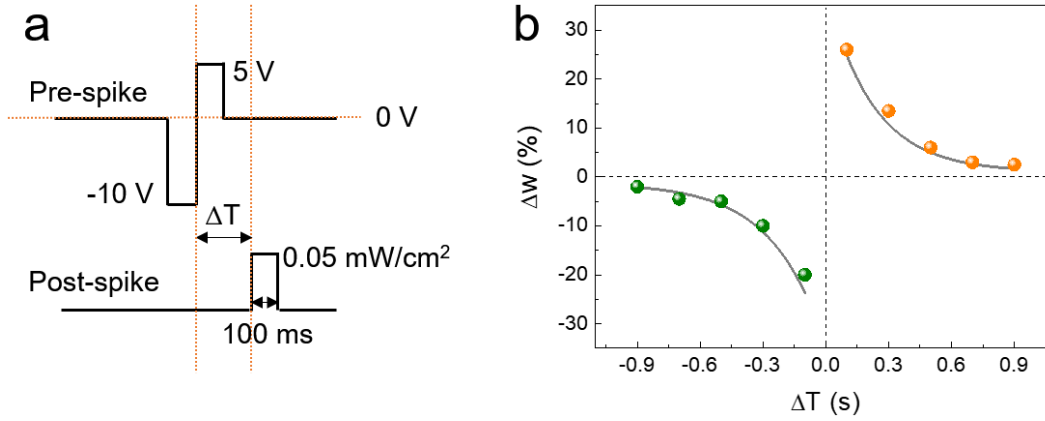 a
Pre-spike
5 V
0 V
-10 V
ΔT
Post-spike
0.05 mW/cm²
100 ms
b
Δw (%)
30
20
10
0
-10
-20
-30
-0.9 -0.6 -0.3 0.0 0.3 0.6 0.9
ΔT (s)